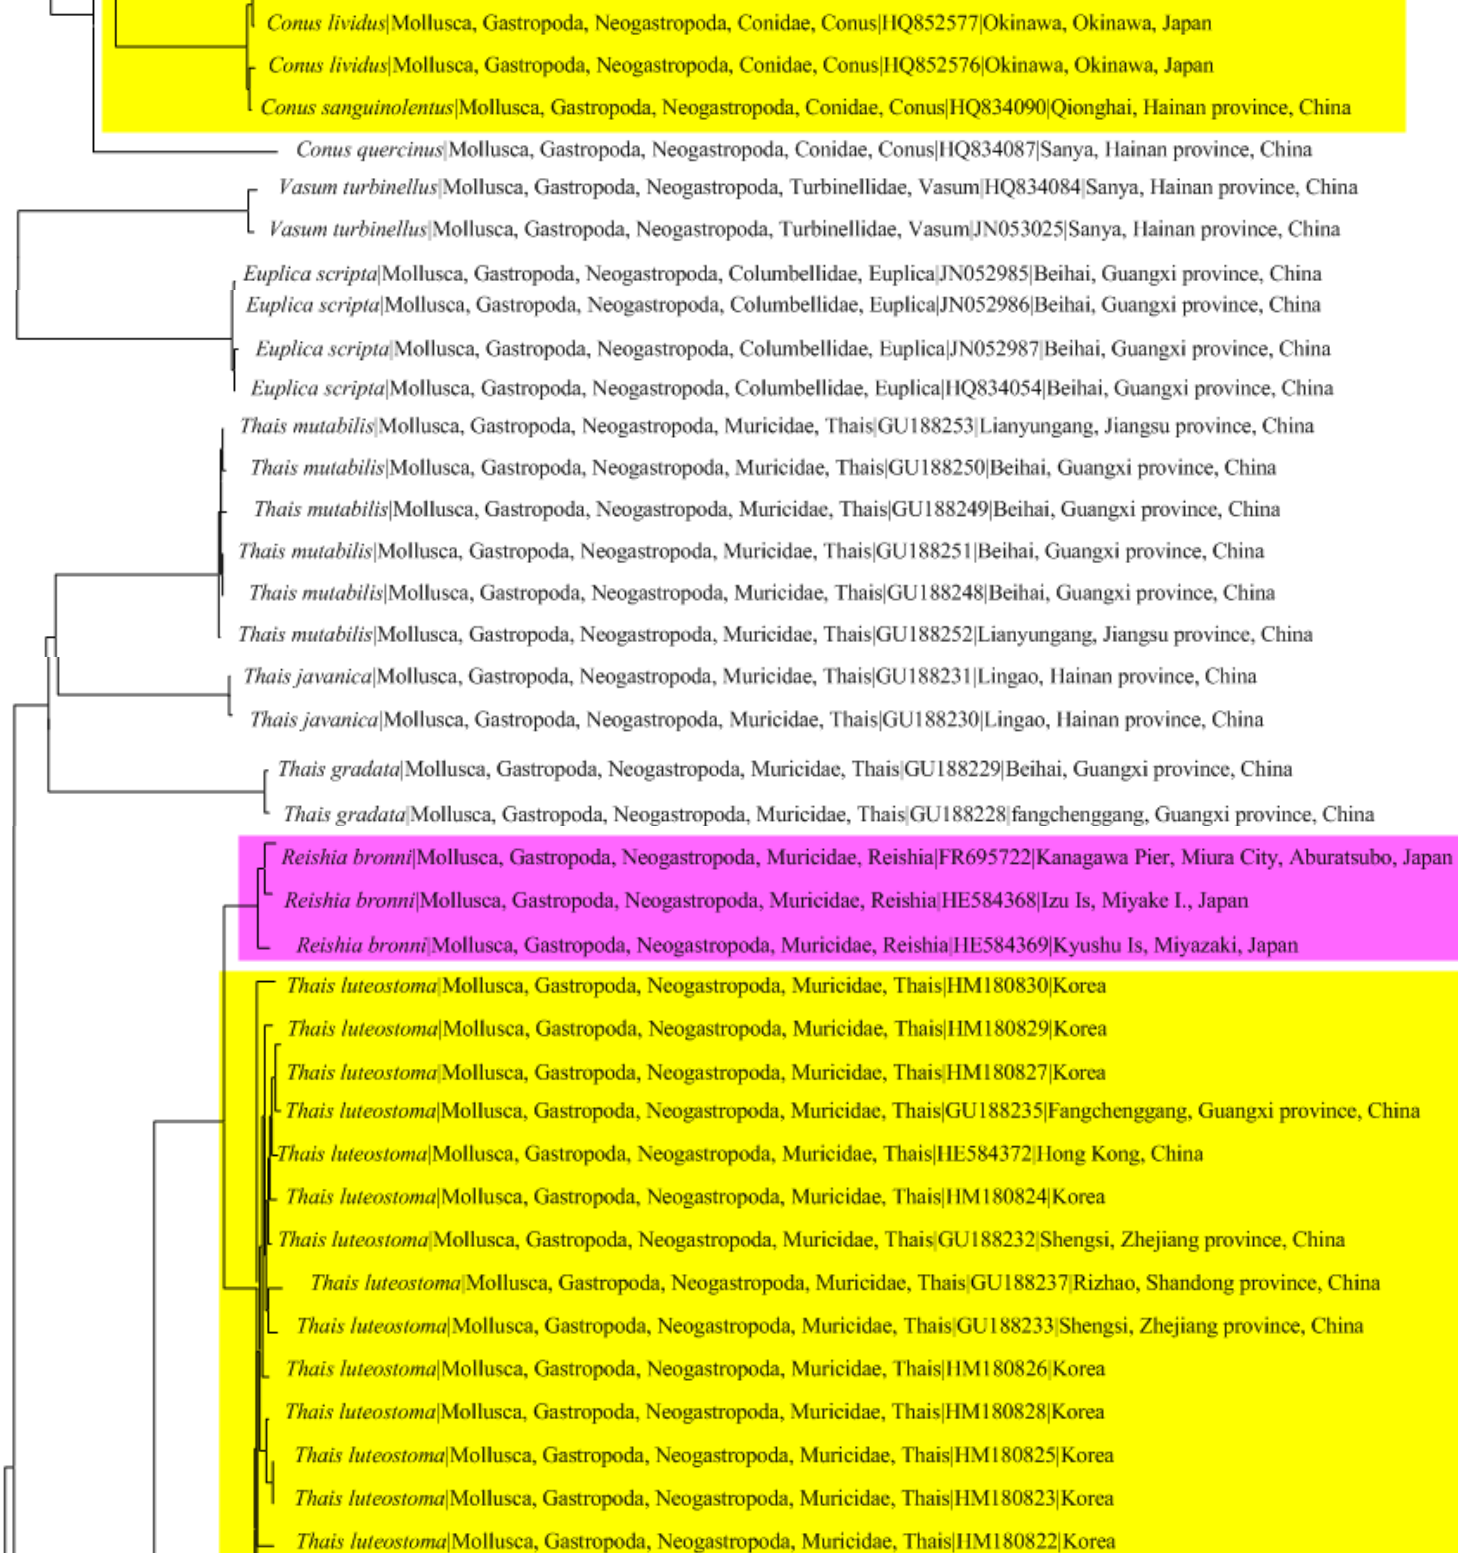 Conus lividus|Mollusca, Gastropoda, Neogastropoda, Conidae, Conus|HQ852577|Okinawa, Okinawa, Japan
Conus lividus|Mollusca, Gastropoda, Neogastropoda, Conidae, Conus|HQ852576|Okinawa, Okinawa, Japan
Conus sanguinolentus|Mollusca, Gastropoda, Neogastropoda, Conidae, Conus|HQ834090|Qionghai, Hainan province, China
Conus quercinus|Mollusca, Gastropoda, Neogastropoda, Conidae, Conus|HQ834087|Sanya, Hainan province, China
Vasum turbinellus|Mollusca, Gastropoda, Neogastropoda, Turbinellidae, Vasum|HQ834084|Sanya, Hainan province, China
Vasum turbinellus|Mollusca, Gastropoda, Neogastropoda, Turbinellidae, Vasum|JN053025|Sanya, Hainan province, China
Euplica scripta|Mollusca, Gastropoda, Neogastropoda, Columbellidae, Euplica|JN052985|Beihai, Guangxi province, China
Euplica scripta|Mollusca, Gastropoda, Neogastropoda, Columbellidae, Euplica|JN052986|Beihai, Guangxi province, China
Euplica scripta|Mollusca, Gastropoda, Neogastropoda, Columbellidae, Euplica|JN052987|Beihai, Guangxi province, China
Euplica scripta|Mollusca, Gastropoda, Neogastropoda, Columbellidae, Euplica|HQ834054|Beihai, Guangxi province, China
Thais mutabilis|Mollusca, Gastropoda, Neogastropoda, Muricidae, Thais|GU188253|Lianyungang, Jiangsu province, China
Thais mutabilis|Mollusca, Gastropoda, Neogastropoda, Muricidae, Thais|GU188250|Beihai, Guangxi province, China
Thais mutabilis|Mollusca, Gastropoda, Neogastropoda, Muricidae, Thais|GU188249|Beihai, Guangxi province, China
Thais mutabilis|Mollusca, Gastropoda, Neogastropoda, Muricidae, Thais|GU188251|Beihai, Guangxi province, China
Thais mutabilis|Mollusca, Gastropoda, Neogastropoda, Muricidae, Thais|GU188248|Beihai, Guangxi province, China
Thais mutabilis|Mollusca, Gastropoda, Neogastropoda, Muricidae, Thais|GU188252|Lianyungang, Jiangsu province, China
Thais javanica|Mollusca, Gastropoda, Neogastropoda, Muricidae, Thais|GU188231|Lingao, Hainan province, China
Thais javanica|Mollusca, Gastropoda, Neogastropoda, Muricidae, Thais|GU188230|Lingao, Hainan province, China
Thais gradata|Mollusca, Gastropoda, Neogastropoda, Muricidae, Thais|GU188229|Beihai, Guangxi province, China
Thais gradata|Mollusca, Gastropoda, Neogastropoda, Muricidae, Thais|GU188228|fangchenggang, Guangxi province, China
Reishia bronni|Mollusca, Gastropoda, Neogastropoda, Muricidae, Reishia|FR695722|Kanagawa Pier, Miura City, Aburatsubo, Japan
Reishia bronni|Mollusca, Gastropoda, Neogastropoda, Muricidae, Reishia|HE584368|Izu Is, Miyake I., Japan
Reishia bronni|Mollusca, Gastropoda, Neogastropoda, Muricidae, Reishia|HE584369|Kyushu Is, Miyazaki, Japan
Thais luteostoma|Mollusca, Gastropoda, Neogastropoda, Muricidae, Thais|HM180830|Korea
Thais luteostoma|Mollusca, Gastropoda, Neogastropoda, Muricidae, Thais|HM180829|Korea
Thais luteostoma|Mollusca, Gastropoda, Neogastropoda, Muricidae, Thais|HM180827|Korea
Thais luteostoma|Mollusca, Gastropoda, Neogastropoda, Muricidae, Thais|GU188235|Fangchenggang, Guangxi province, China
Thais luteostoma|Mollusca, Gastropoda, Neogastropoda, Muricidae, Thais|HE584372|Hong Kong, China
Thais luteostoma|Mollusca, Gastropoda, Neogastropoda, Muricidae, Thais|HM180824|Korea
Thais luteostoma|Mollusca, Gastropoda, Neogastropoda, Muricidae, Thais|GU188232|Shengsi, Zhejiang province, China
Thais luteostoma|Mollusca, Gastropoda, Neogastropoda, Muricidae, Thais|GU188237|Rizhao, Shandong province, China
Thais luteostoma|Mollusca, Gastropoda, Neogastropoda, Muricidae, Thais|GU188233|Shengsi, Zhejiang province, China
Thais luteostoma|Mollusca, Gastropoda, Neogastropoda, Muricidae, Thais|HM180826|Korea
Thais luteostoma|Mollusca, Gastropoda, Neogastropoda, Muricidae, Thais|HM180828|Korea
Thais luteostoma|Mollusca, Gastropoda, Neogastropoda, Muricidae, Thais|HM180825|Korea
Thais luteostoma|Mollusca, Gastropoda, Neogastropoda, Muricidae, Thais|HM180823|Korea
Thais luteostoma|Mollusca, Gastropoda, Neogastropoda, Muricidae, Thais|HM180822|Korea